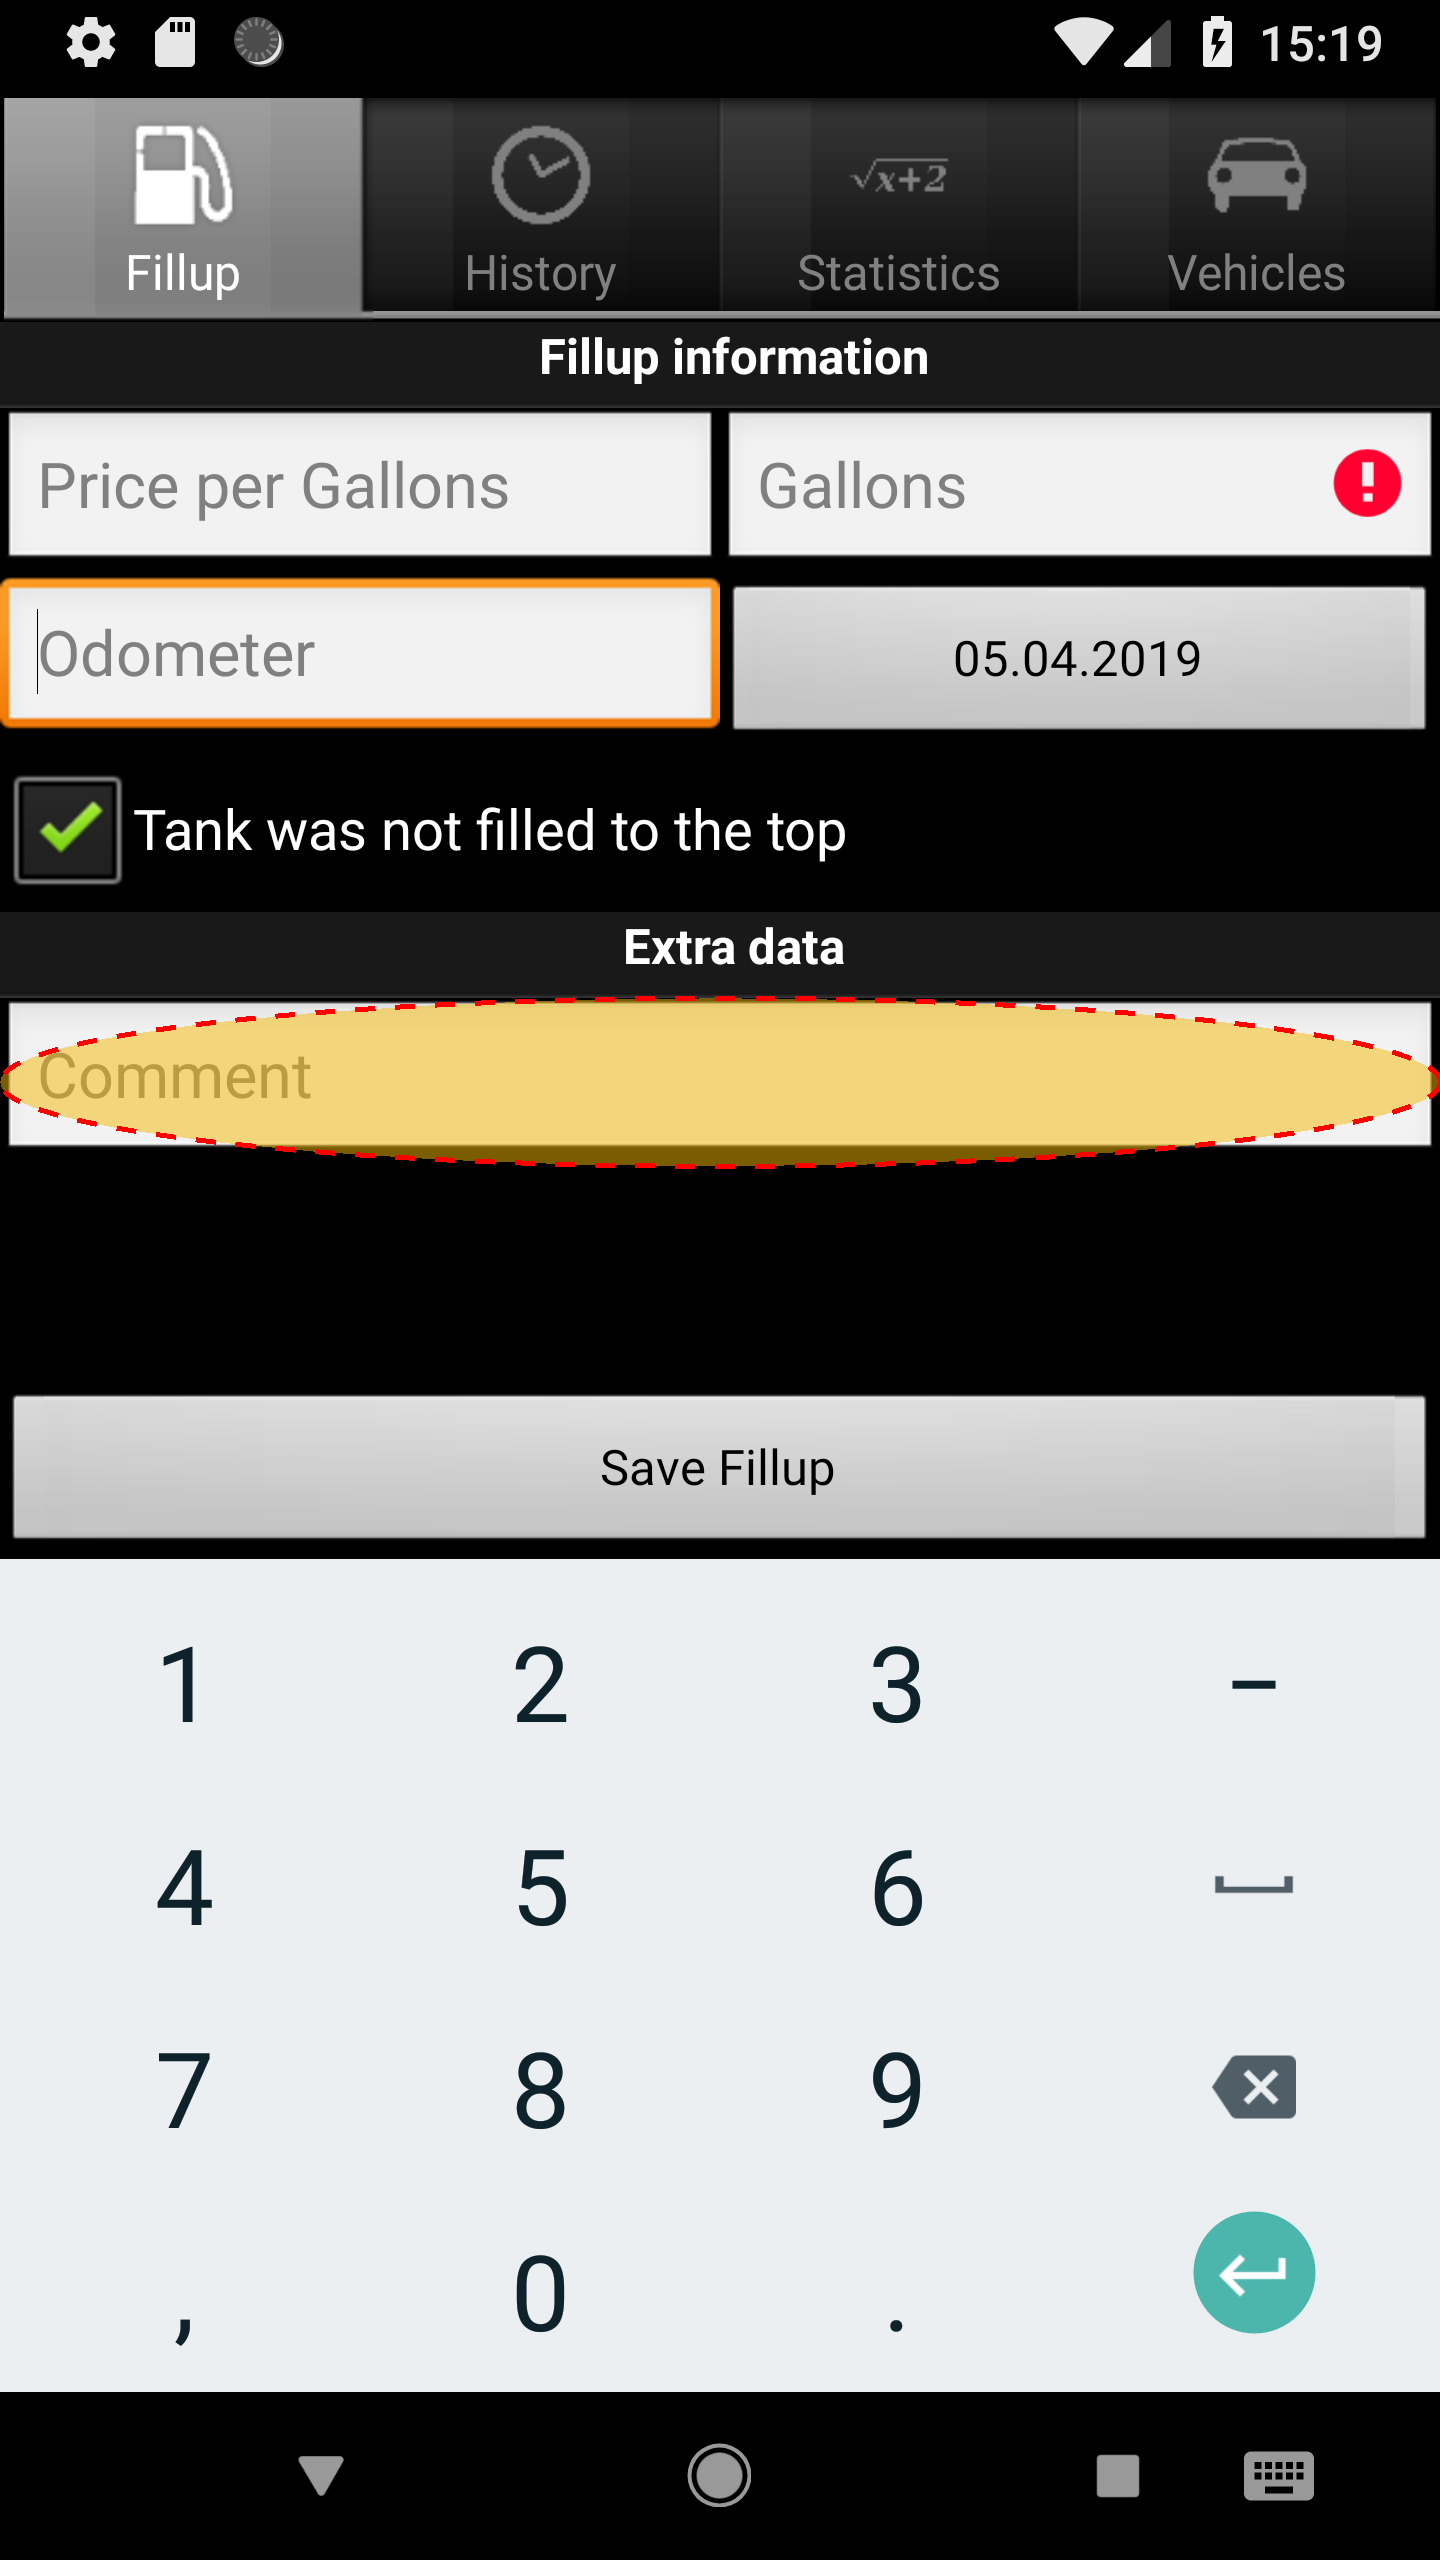 15:19
Fillup History √x+2 Statistics Vehicles
Fillup information
Price per Gallons Gallons
Odometer 05.04.2019
Tank was not filled to the top
Extra data
Comment
Save Fillup
1 2 3 –
4 5 6
7 8 9
, 0 .